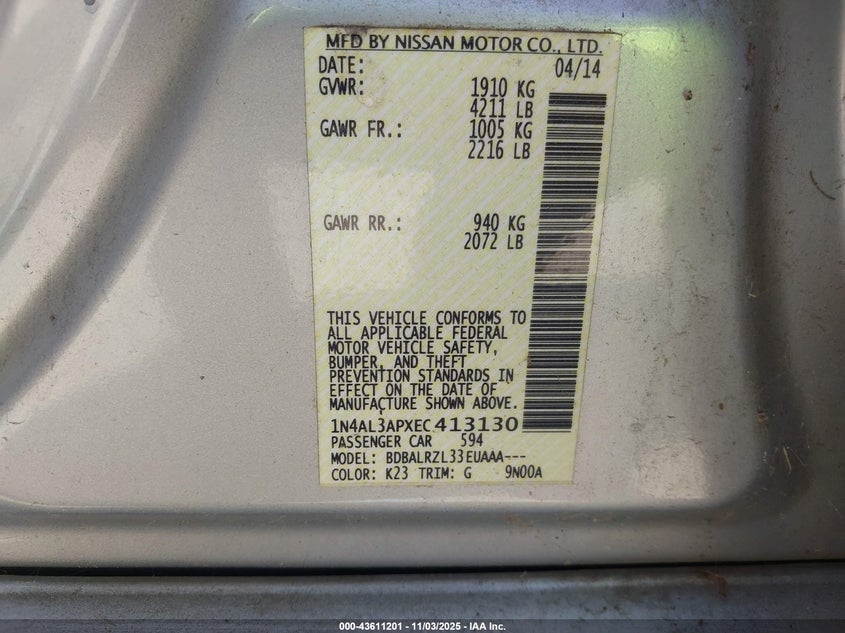 MFD BY NISSAN MOTOR CO., LTD.
DATE: 04/14
GVWR: 1910 KG
4211 LB
GAWR FR.: 1005 KG
2216 LB
GAWR RR.: 940 KG
2072 LB
THIS VEHICLE CONFORMS TO
ALL APPLICABLE FEDERAL
MOTOR VEHICLE SAFETY,
BUMPER, AND THEFT
PREVENTION STANDARDS IN
EFFECT ON THE DATE OF
MANUFACTURE SHOWN ABOVE.
1N4AL3APXEC413130
PASSENGER CAR 594
MODEL: BDBALRZL33EUAAA---
COLOR: K23 TRIM: G 9N00A
000-43611201 - 11/03/2025 - IAA Inc.